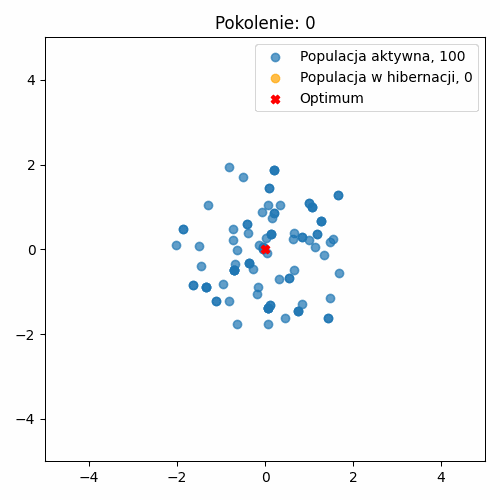 Pokolenie: 0
Populacja aktywna, 100
Populacja w hibernacji, 0
Optimum
4
2
0
−2
−4
−4 −2 0 2 4